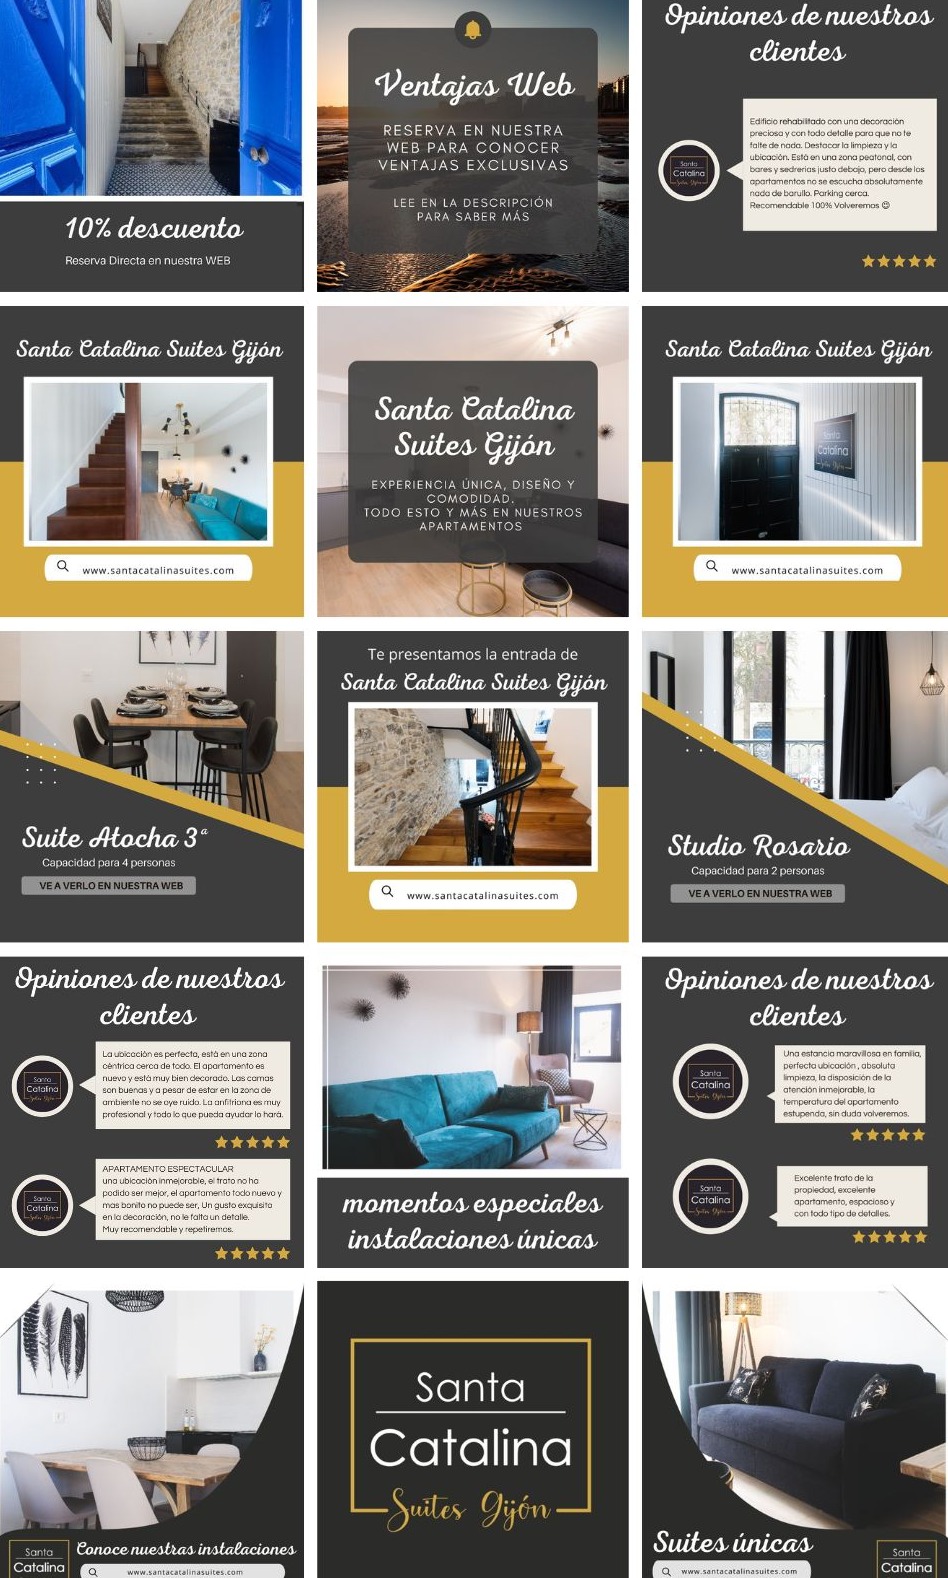 10% descuento
Reserva Directa en nuestra WEB
Ventajas Web
RESERVA EN NUESTRA
WEB PARA CONOCER
VENTAJAS EXCLUSIVAS
LEE EN LA DESCRIPCIÓN
PARA SABER MÁS
Opiniones de nuestros
clientes
Santa
Catalina
Suites Gijón
Edificio rehabilitado con una decoración
preciosa y con todo detalle para que no te
falte de nada. Destacar la limpieza y la
ubicación. Está en una zona peatonal, con
bares y sedrerias justo debajo, pero desde los
apartamentos no se escucha absolutamente
nada de barullo. Parking cerca.
Recomendable 100% Volveremos 😊
Santa Catalina Suites Gijón
www.santacatalinasuites.com
Santa Catalina
Suites Gijón
EXPERIENCIA ÚNICA, DISEÑO Y
COMODIDAD.
TODO ESTO Y MÁS EN NUESTROS
APARTAMENTOS
Santa Catalina Suites Gijón
Santa
Catalina
Suites Gijón
www.santacatalinasuites.com
Suite Atocha 3ª
Capacidad para 4 personas
VE A VERLO EN NUESTRA WEB
Te presentamos la entrada de
Santa Catalina Suites Gijón
www.santacatalinasuites.com
Studio Rosario
Capacidad para 2 personas
VE A VERLO EN NUESTRA WEB
Opiniones de nuestros
clientes
Santa
Catalina
Suites Gijón
La ubicación es perfecta, está en una zona
céntrica cerca de todo. El apartamento es
nuevo y está muy bien decorado. Las camas
son buenas y a pesar de estar en la zona de
ambiente no se oye ruido. La anfitriona es muy
profesional y todo lo que pueda ayudar lo hará.
Santa
Catalina
Suites Gijón
APARTAMENTO ESPECTACULAR
una ubicación inmejorable, el trato no ha
podido ser mejor, el apartamento todo nuevo y
mas bonito no puede ser, Un gusto exquisito
en la decoración, no le falta un detalle.
Muy recomendable y repetiremos.
momentos especiales
instalaciones únicas
Opiniones de nuestros
clientes
Santa
Catalina
Suites Gijón
Una estancia maravillosa en familia,
perfecta ubicación , absoluta
limpieza, la disposición de la
atención inmejorable, la
temperatura del apartamento
estupenda, sin duda volveremos.
Santa
Catalina
Suites Gijón
Excelente trato de la
propiedad, excelente
apartamento, espacioso y
con todo tipo de detalles.
Santa
Catalina
Conoce nuestras instalaciones
www.santacatalinasuites.com
Santa
Catalina
Suites Gijón
Suites únicas
www.santacatalinasuites.com
Santa
Catalina